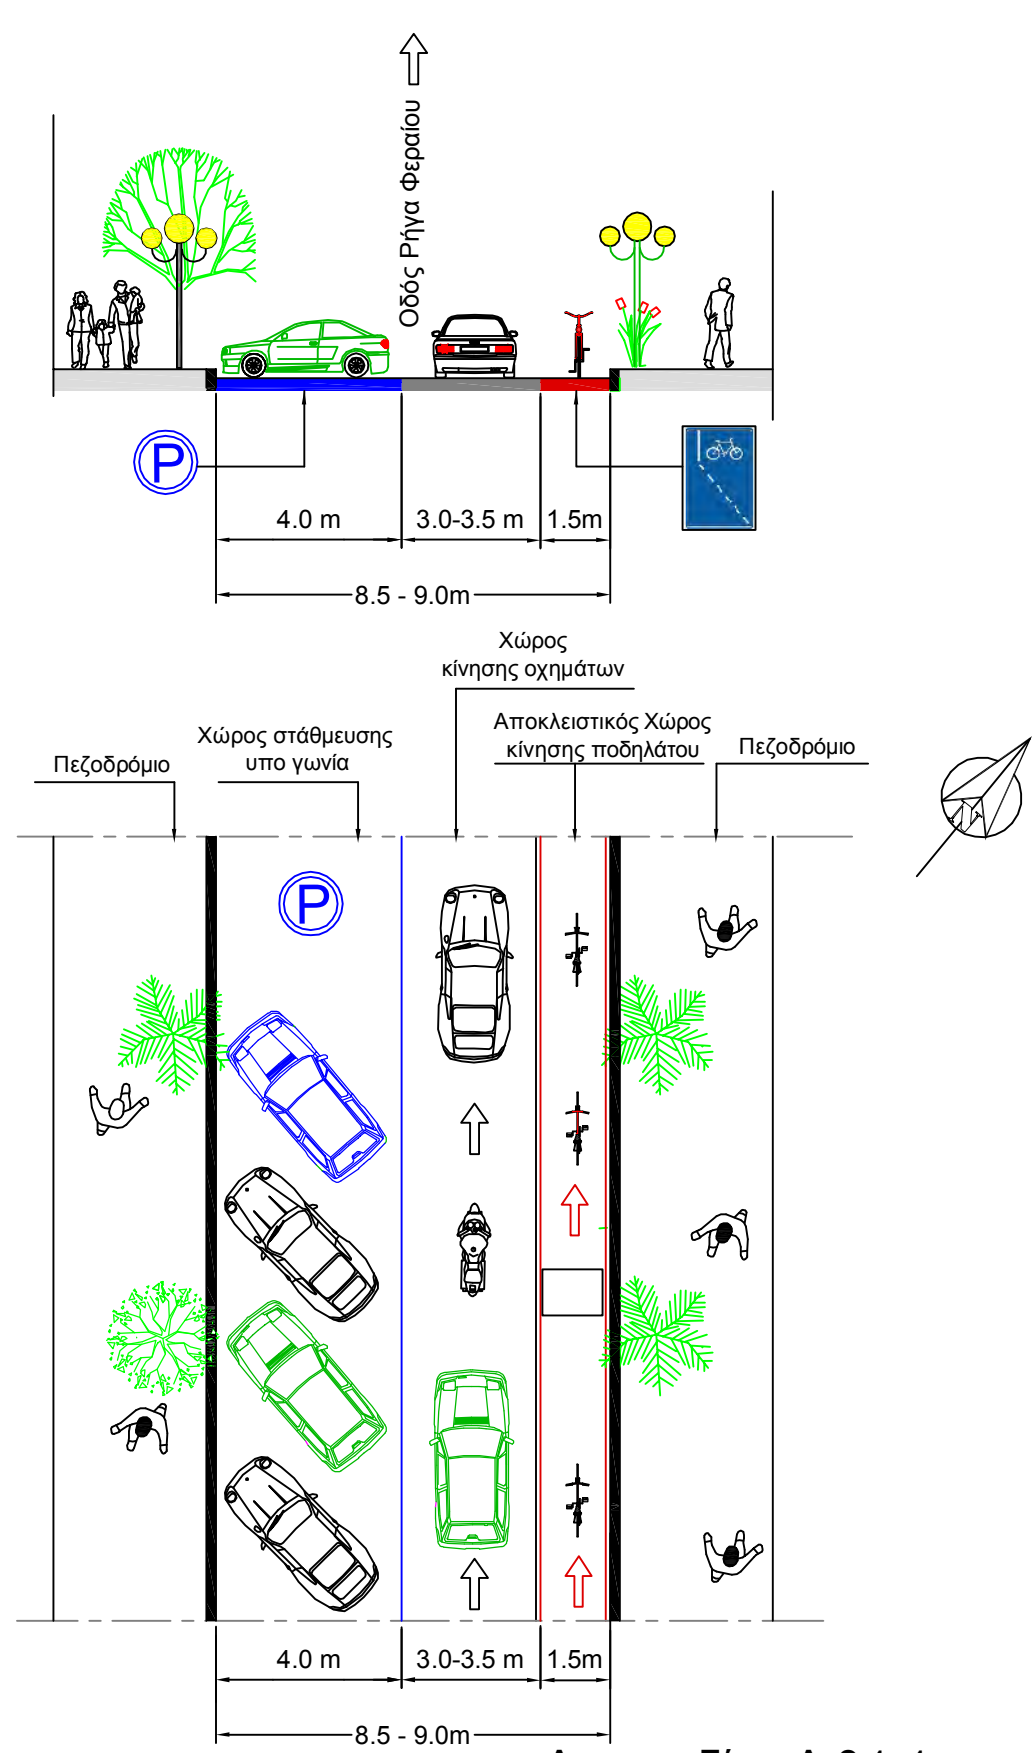 Οδός Ρήγα Φεραίου
P
4.0 m
3.0-3.5 m
1.5m
8.5 - 9.0m
Χώρος
κίνησης οχημάτων
Αποκλειστικός Χώρος
κίνησης ποδηλάτου
Χώρος στάθμευσης
υπο γωνία
Πεζοδρόμιο
Πεζοδρόμιο
P
4.0 m
3.0-3.5 m
1.5m
8.5 - 9.0m